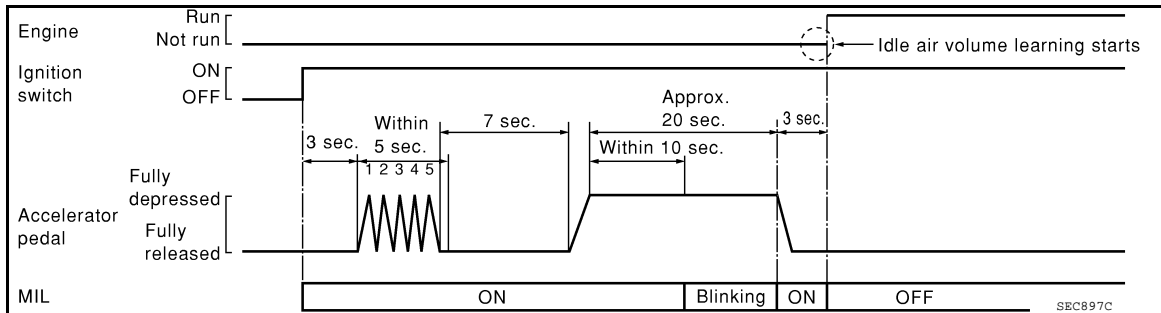 Engine
Run
Not run
Idle air volume learning starts
Ignition
switch
ON
OFF
3 sec.
Within
5 sec.
1 2 3 4 5
7 sec.
Approx.
20 sec.
Within 10 sec.
3 sec.
Accelerator
pedal
Fully
depressed
Fully
released
MIL
ON
Blinking
ON
OFF
SEC897C